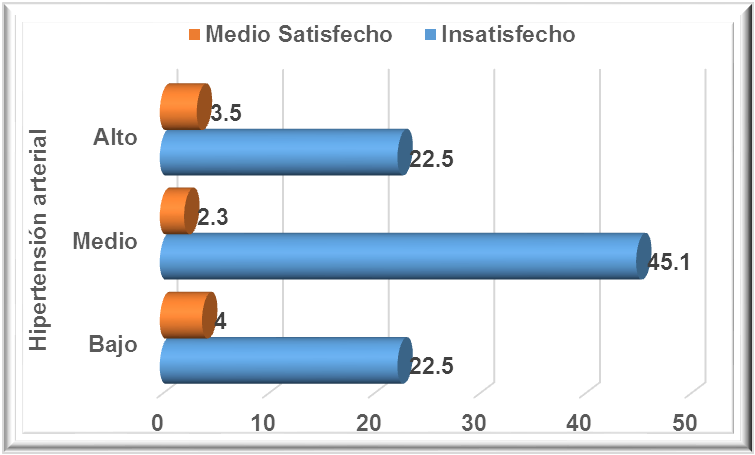 Medio Satisfecho Insatisfecho
Hipertensión arterial
Alto
3.5
22.5
Medio
2.3
45.1
Bajo
4
22.5
0 10 20 30 40 50